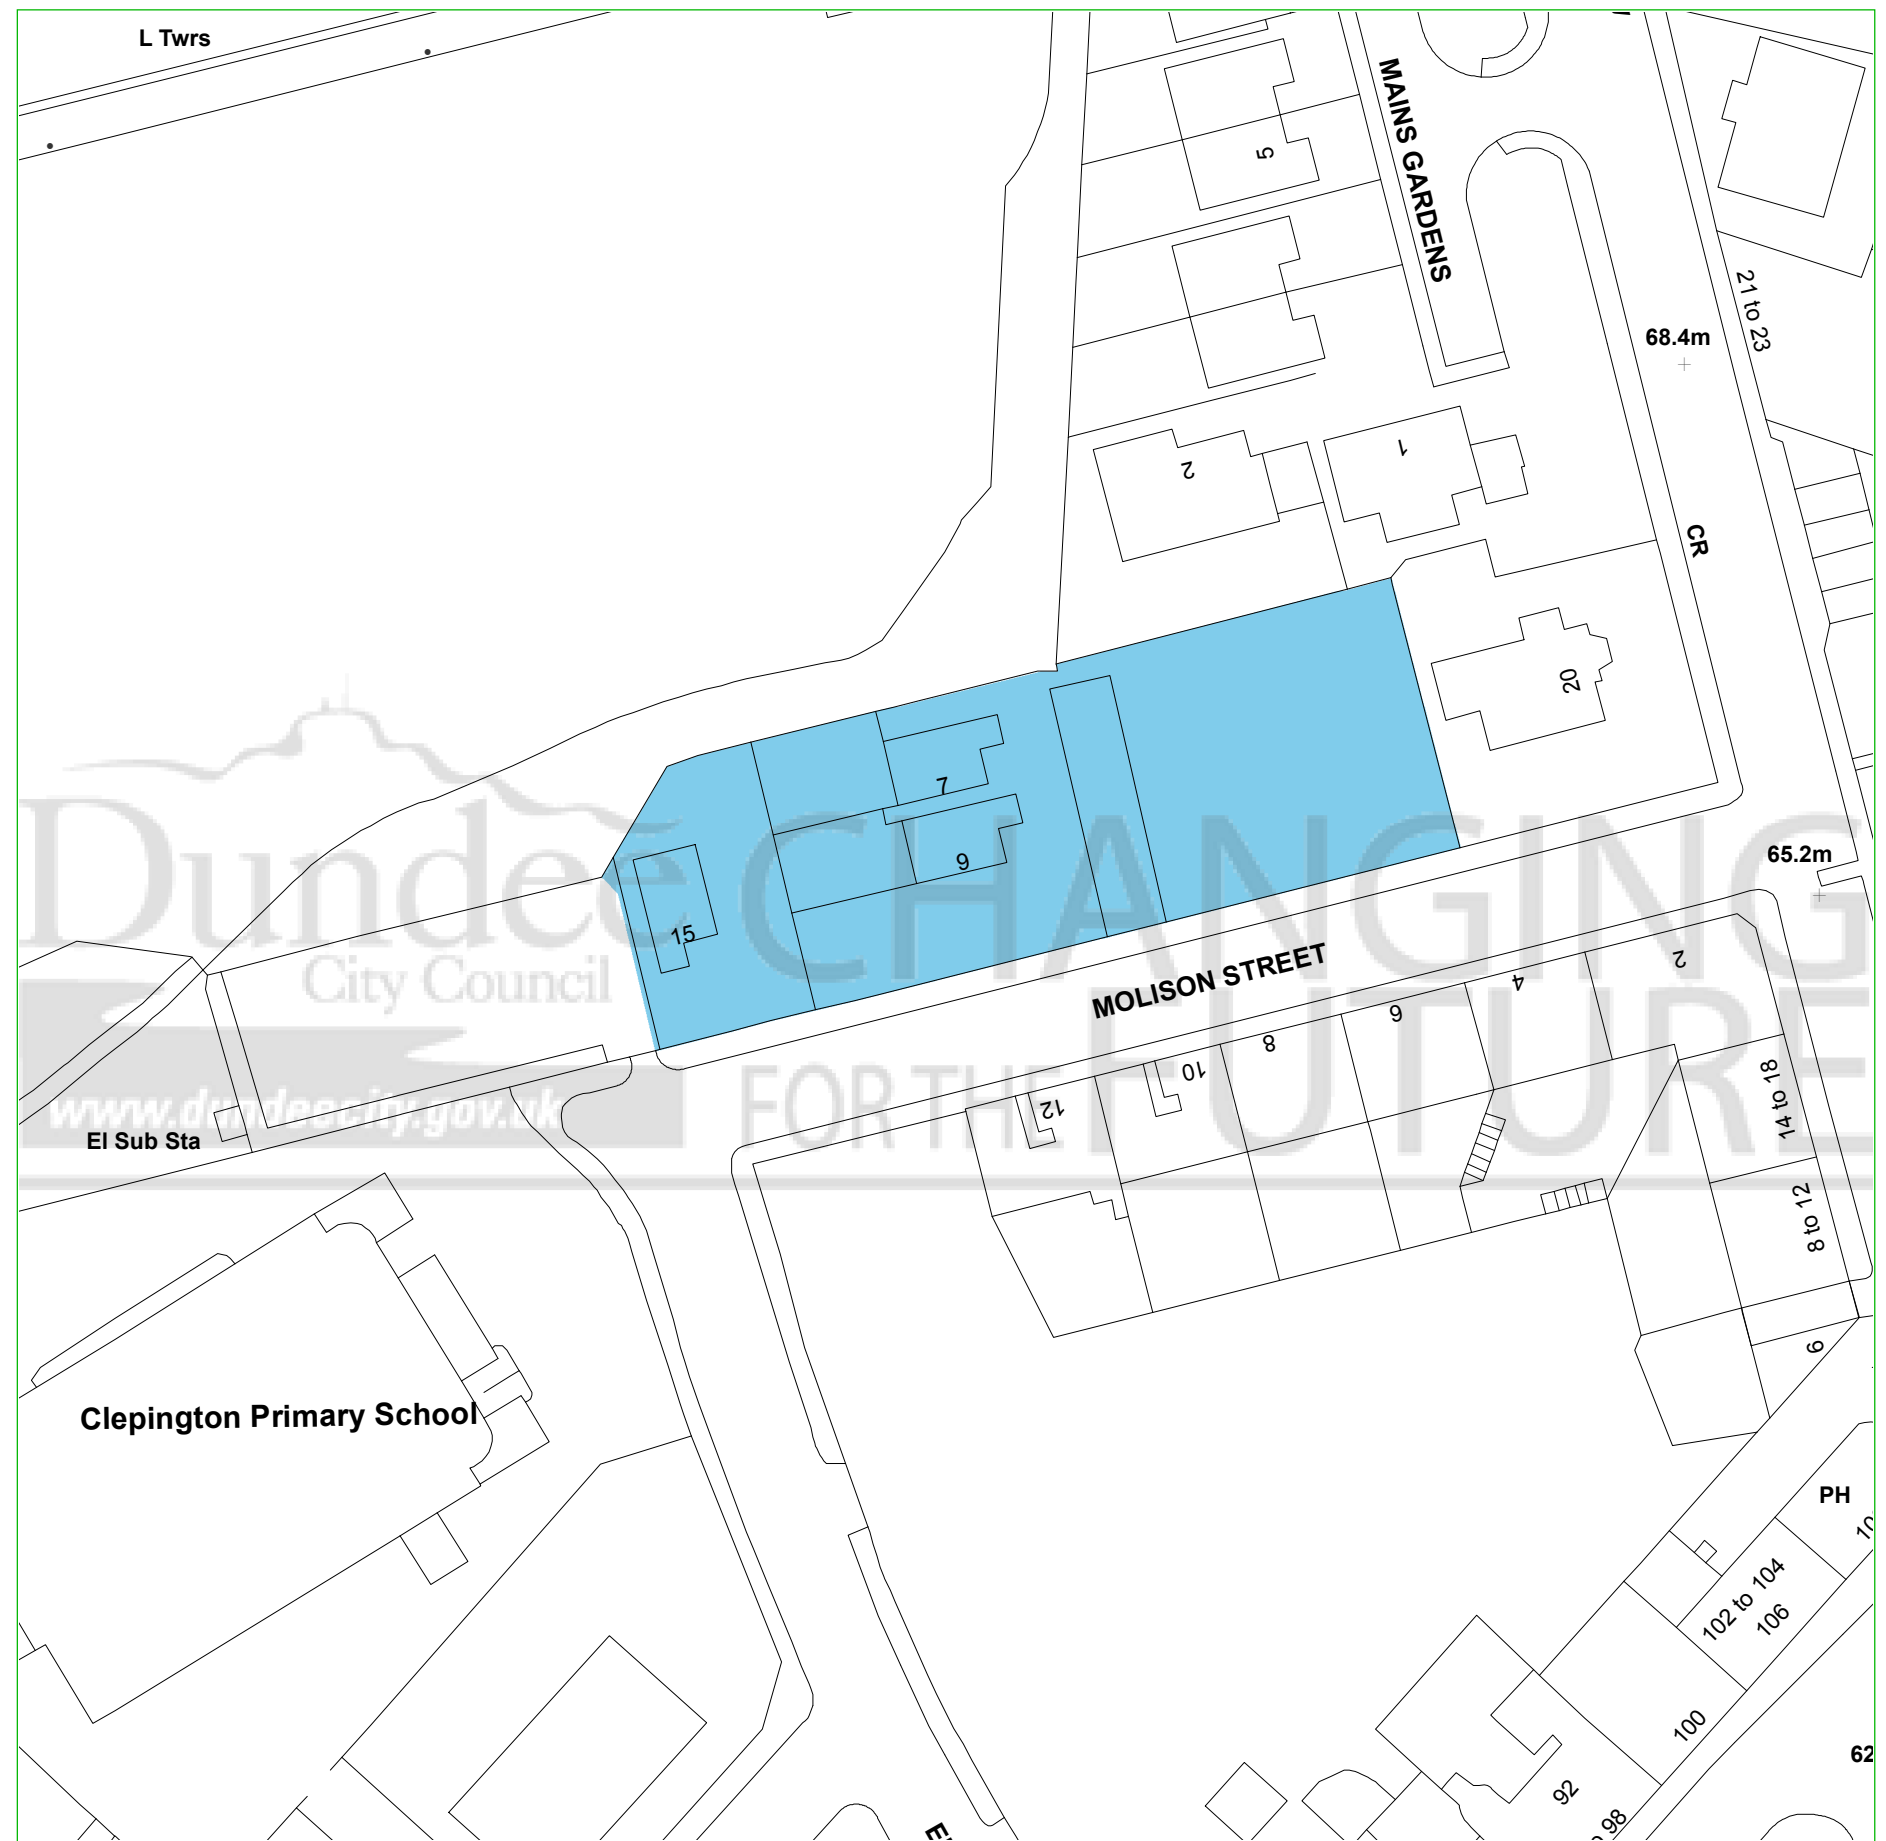 L Twrs
MAINS GARDENS
5
21 to 23
68.4m
2
1
CR
20
7
9
15
65.2m
Dundee
City Council
CHANGING
FOR THE FUTURE
www.dundeecity.gov.uk
MOLISON STREET
2
4
6
8
10
12
14 to 18
8 to 12
6
El Sub Sta
Clepington Primary School
PH
102 to 104
106
100
92
98
62